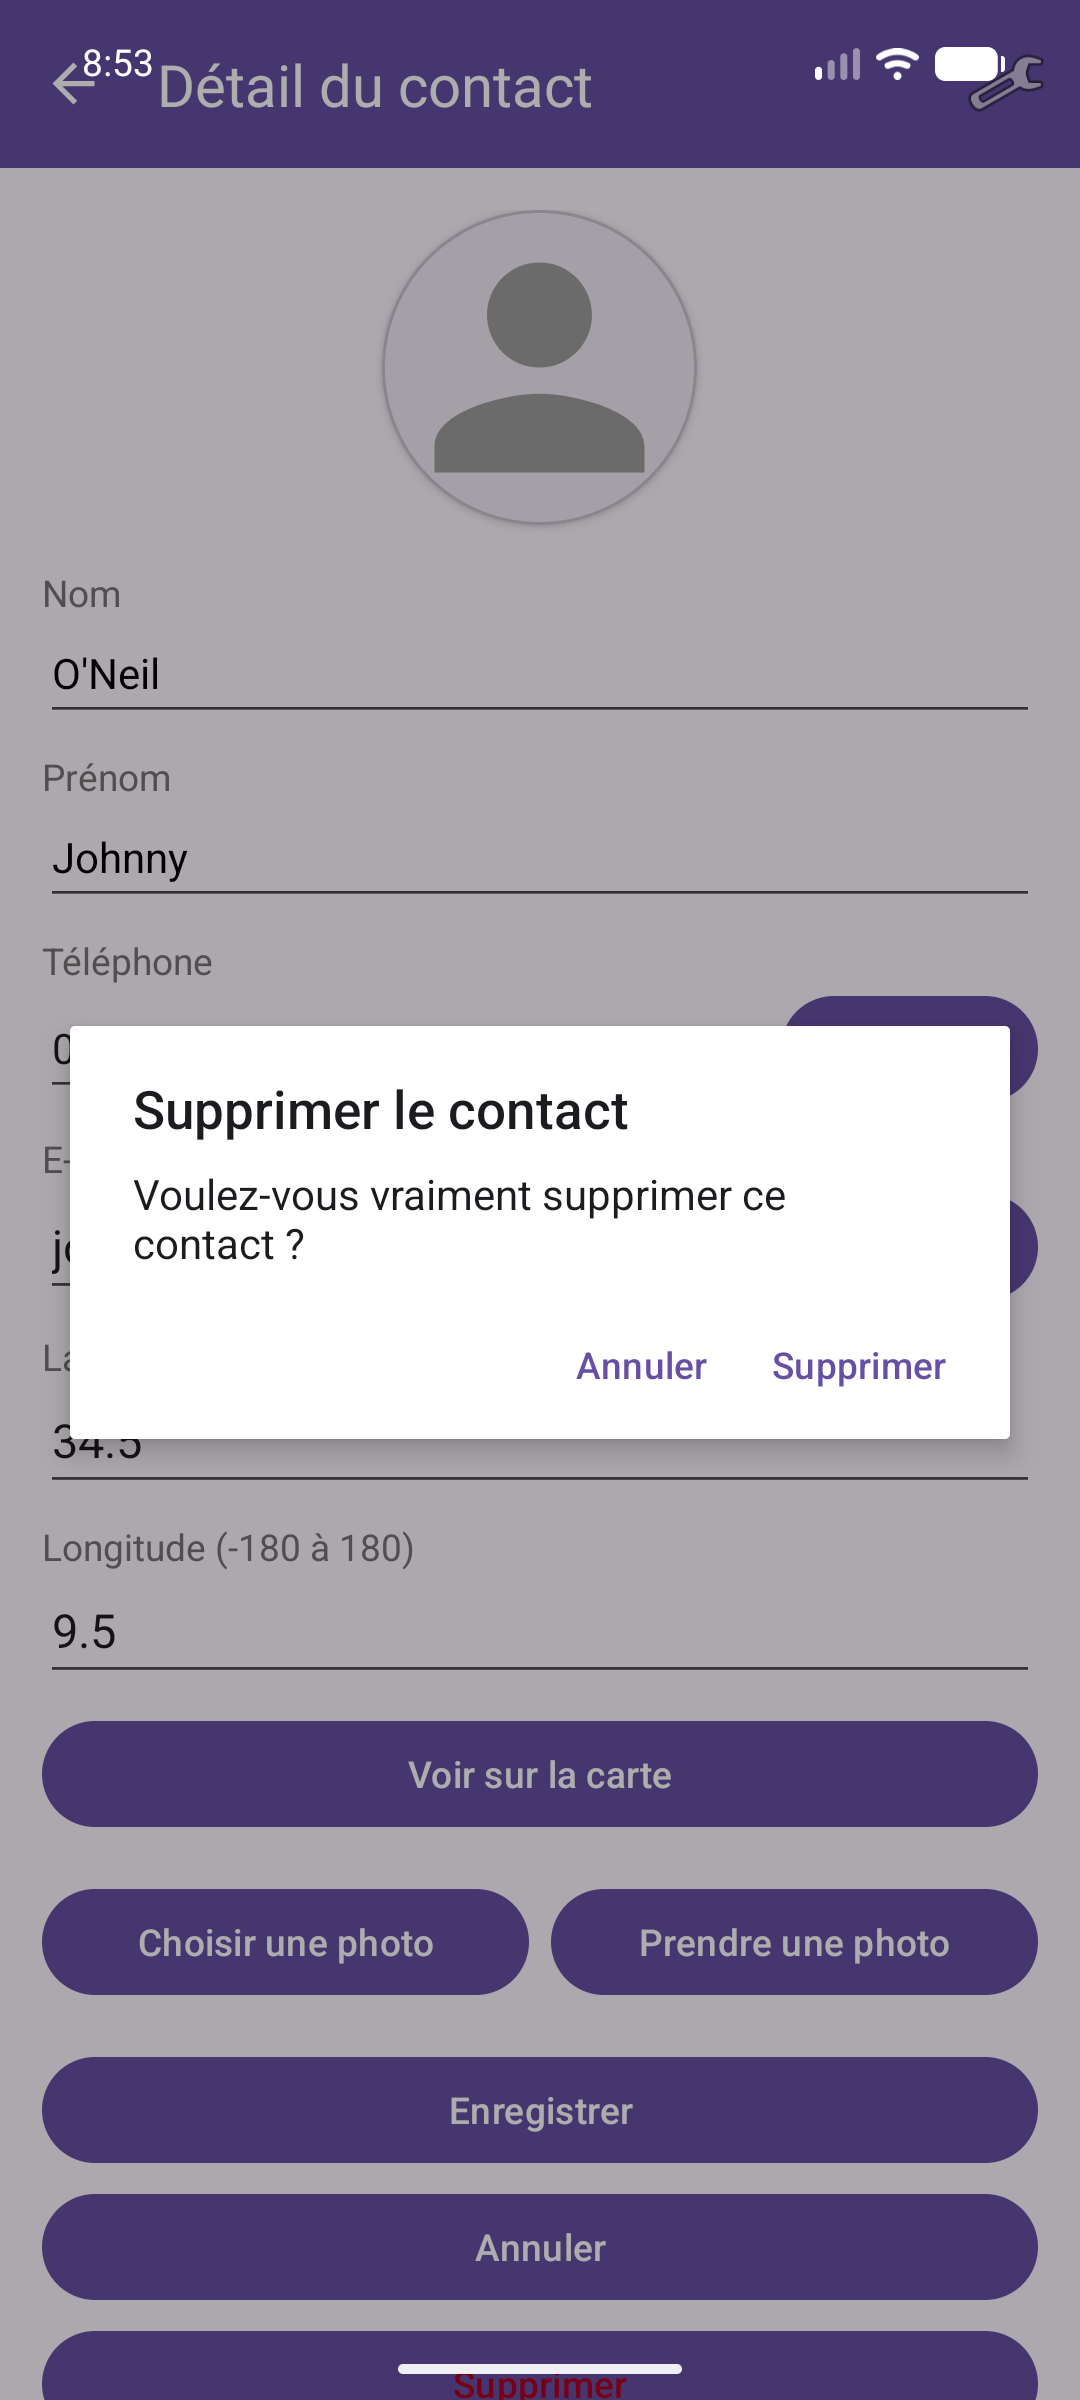 8:53
Détail du contact
Nom
O'Neil
Prénom
Johnny
Téléphone
Supprimer le contact
Voulez-vous vraiment supprimer ce
contact ?
Annuler Supprimer
34.5
Longitude (-180 à 180)
9.5
Voir sur la carte
Choisir une photo Prendre une photo
Enregistrer
Annuler
Supprimer